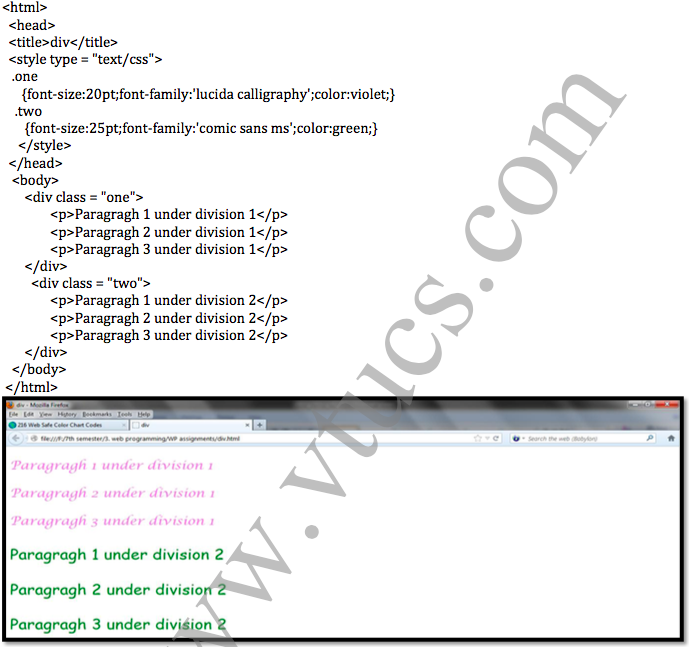 <html>
<head>
<title>div</title>
<style type = "text/css">
.one
{font-size:20pt;font-family:'lucida calligraphy';color:violet;}
.two
{font-size:25pt;font-family:'comic sans ms';color:green;}
</style>
</head>
<body>
<div class = "one">
<p>Paragragh 1 under division 1</p>
<p>Paragragh 2 under division 1</p>
<p>Paragragh 3 under division 1</p>
</div>
<div class = "two">
<p>Paragragh 1 under division 2</p>
<p>Paragragh 2 under division 2</p>
<p>Paragragh 3 under division 2</p>
</div>
</body>
</html>
div - Mozilla Firefox
File Edit View History Bookmarks Tools Help
216 Web Safe Color Chart Codes × div × +
file:///F:/7th semester/3. web programming/WP assignments/div.html Search the web (Babylon)
Paragragh 1 under division 1
Paragragh 2 under division 1
Paragragh 3 under division 1
Paragragh 1 under division 2
Paragragh 2 under division 2
Paragragh 3 under division 2
www.vtucs.com